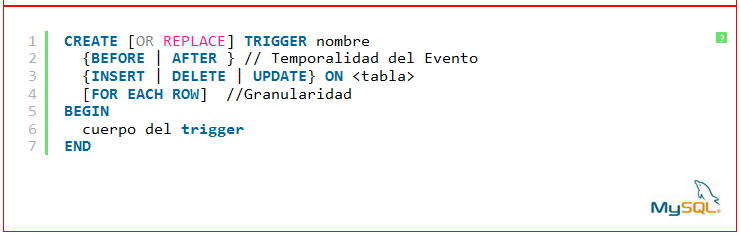 1 CREATE [OR REPLACE] TRIGGER nombre
2 {BEFORE | AFTER } // Temporalidad del Evento
3 {INSERT | DELETE | UPDATE} ON <tabla>
4 [FOR EACH ROW]  //Granularidad
5 BEGIN
6 cuerpo del trigger
7 END
?
MySQL®